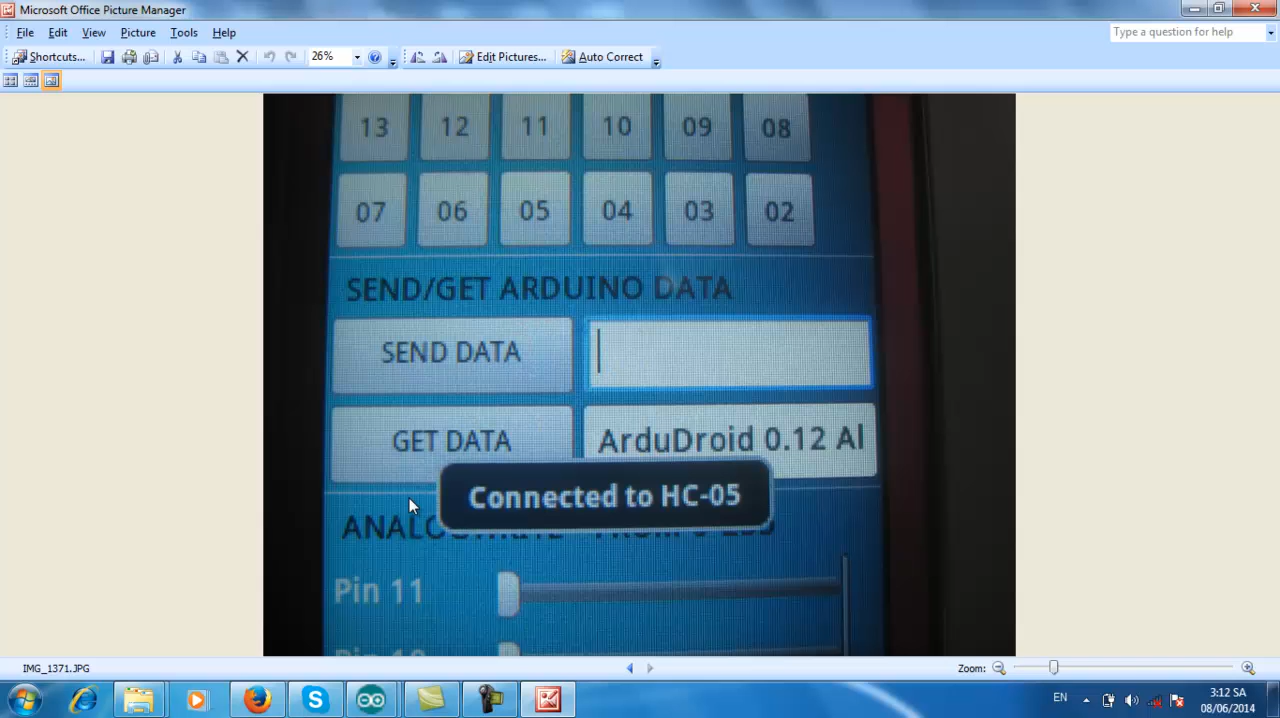 Microsoft Office Picture Manager
File Edit View Picture Tools Help
Type a question for help
Shortcuts... 26% Edit Pictures... Auto Correct
13 12 11 10 09 08
07 06 05 04 03 02
SEND/GET ARDUINO DATA
SEND DATA
GET DATA ArduDroid 0.12 Al
Connected to HC-05
Pin 11
IMG_1371.JPG
Zoom:
EN
3:12 SA
08/06/2014